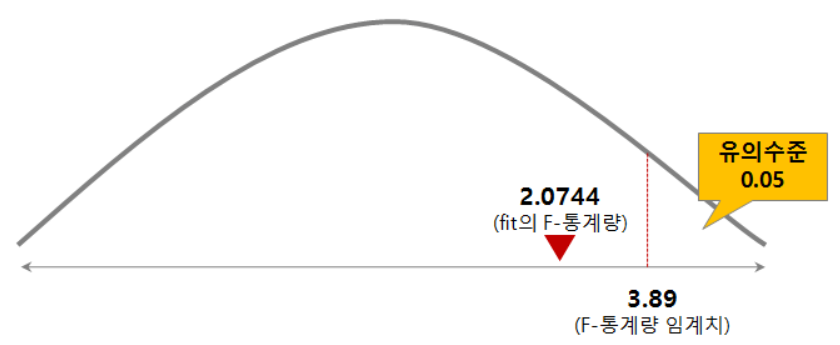 유의수준
0.05
2.0744
(fit의 F-통계량)
3.89
(F-통계량 임계치)